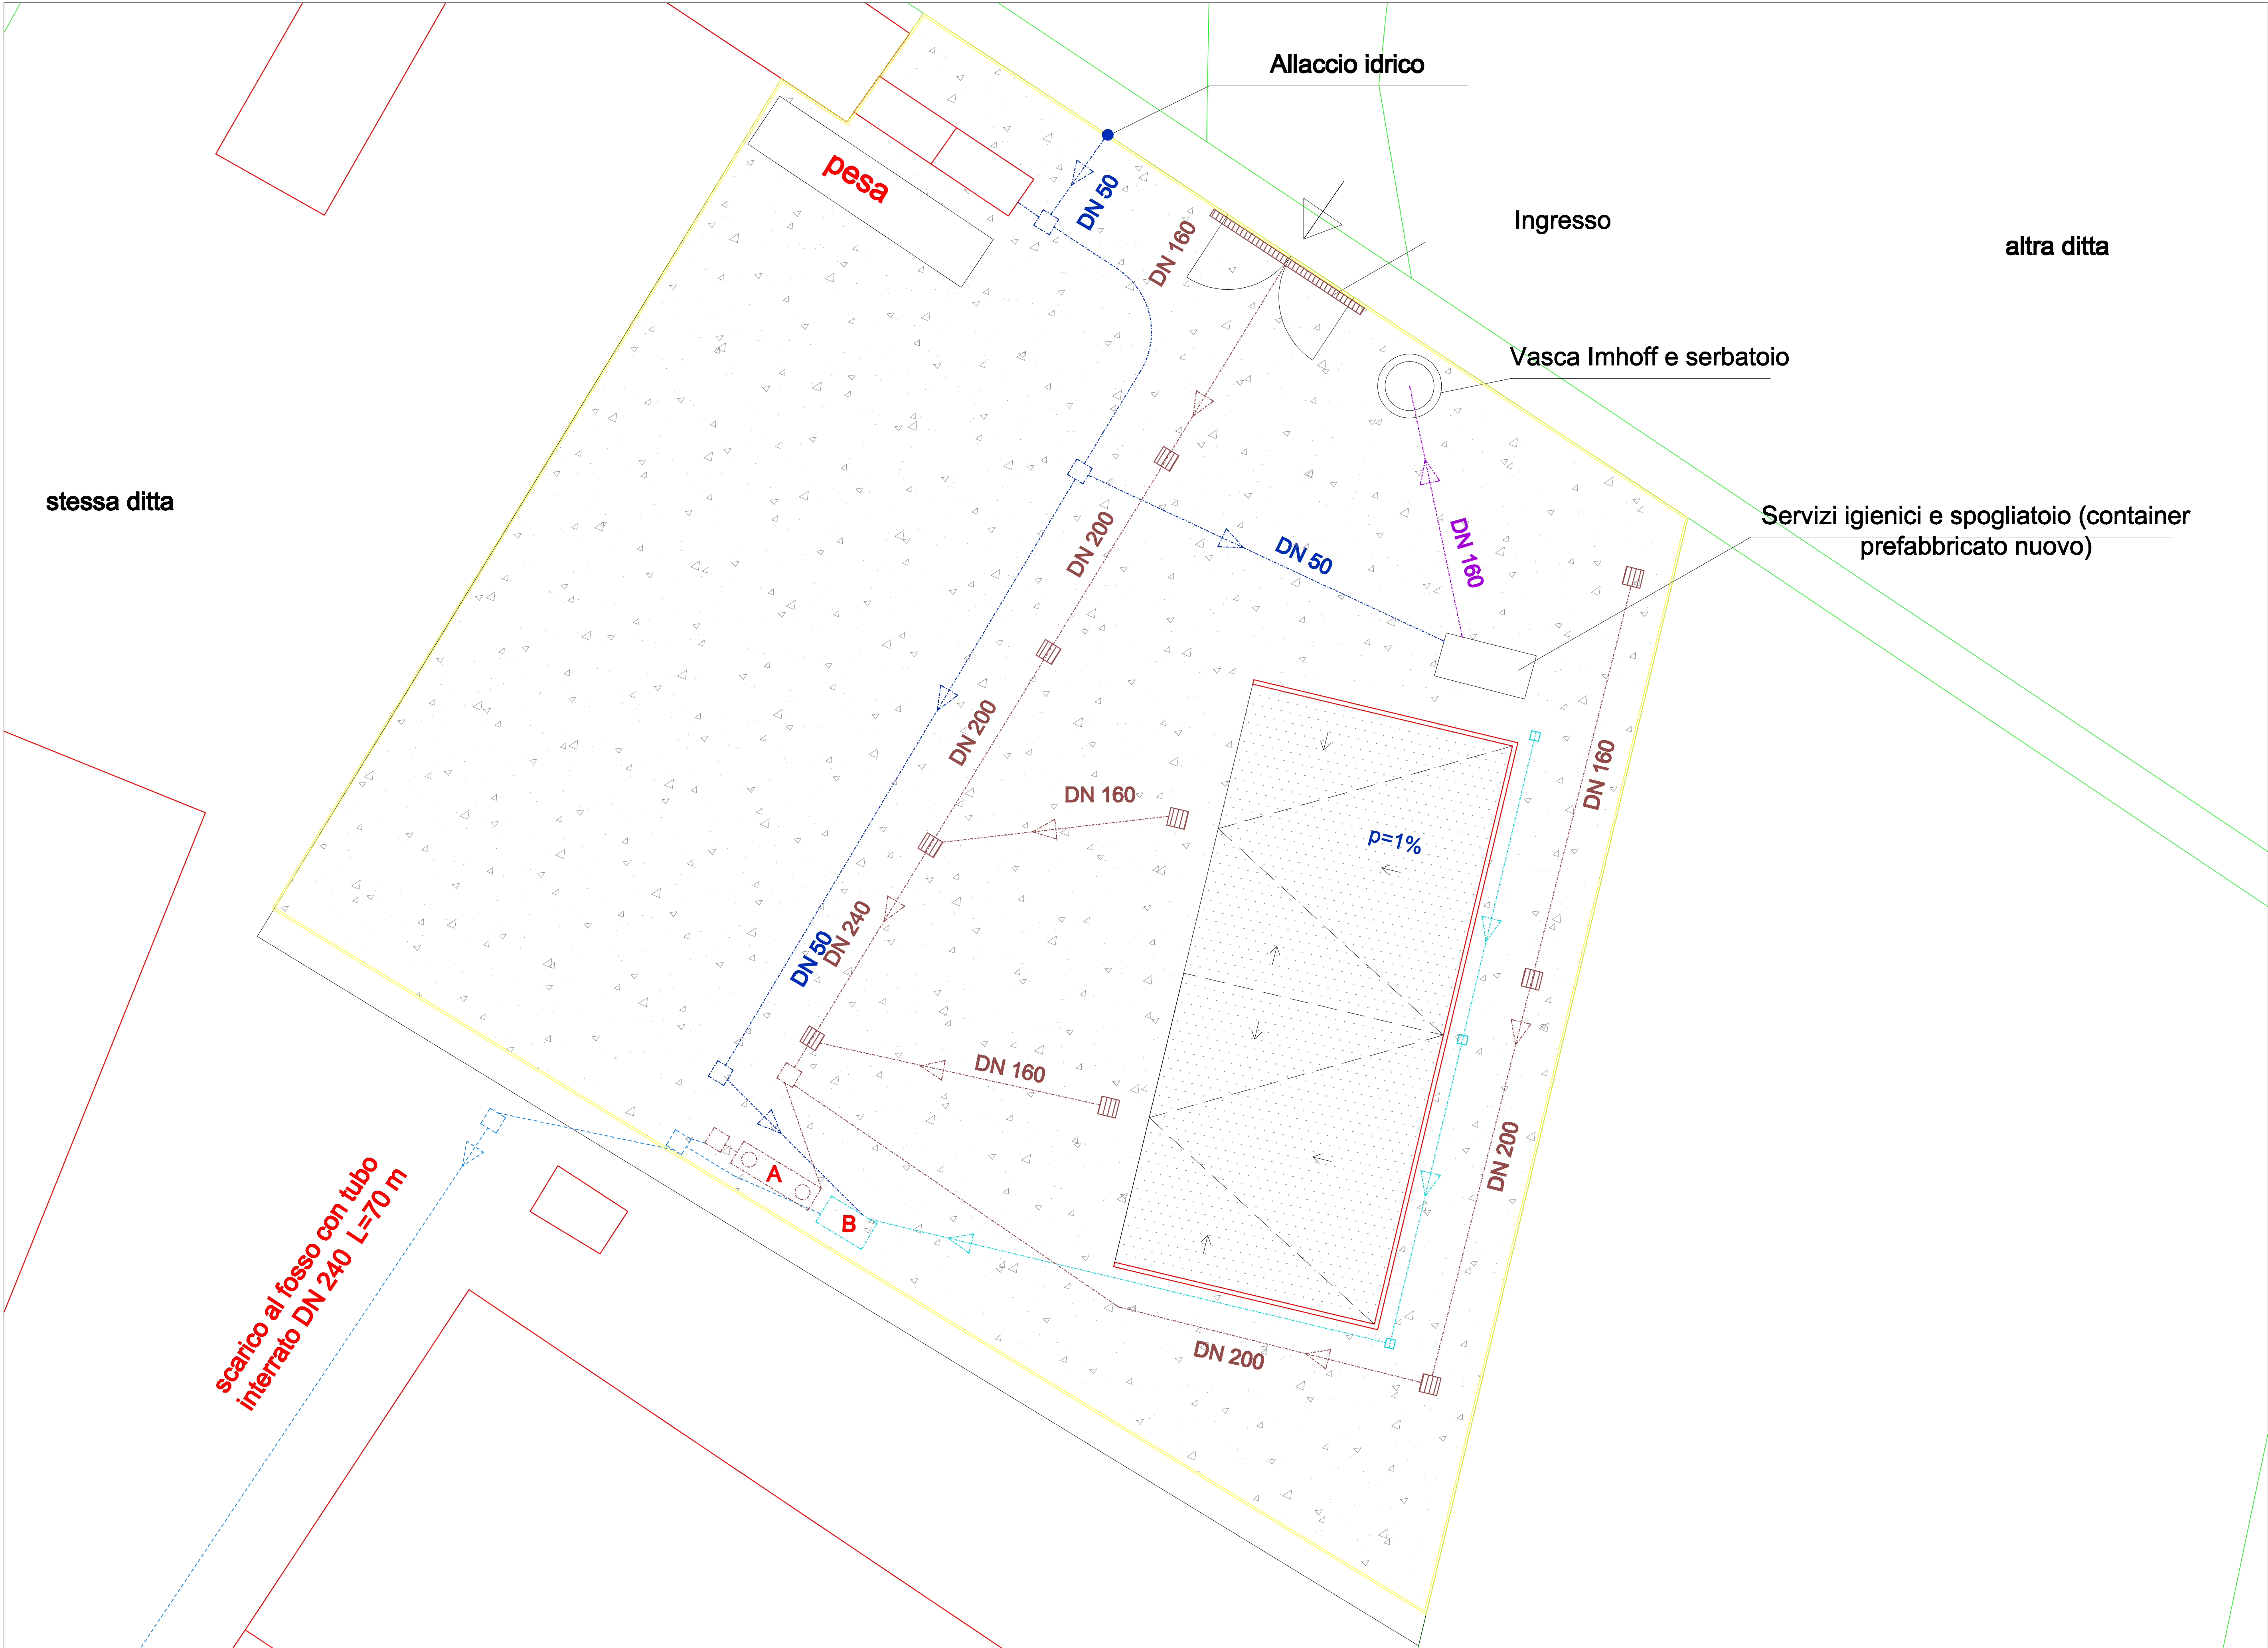 Allaccio idrico
pesa
DN 50
Ingresso
DN 160
altra ditta
Vasca Imhoff e serbatoio
stessa ditta
Servizi igienici e spogliatoio (container
prefabbricato nuovo)
DN 200
DN 50
DN 160
DN 200
DN 160
DN 160
p=1%
DN 240
DN 50
DN 160
DN 200
A
B
scarico al fosso con tubo
interrato DN 240 L=70 m
DN 200